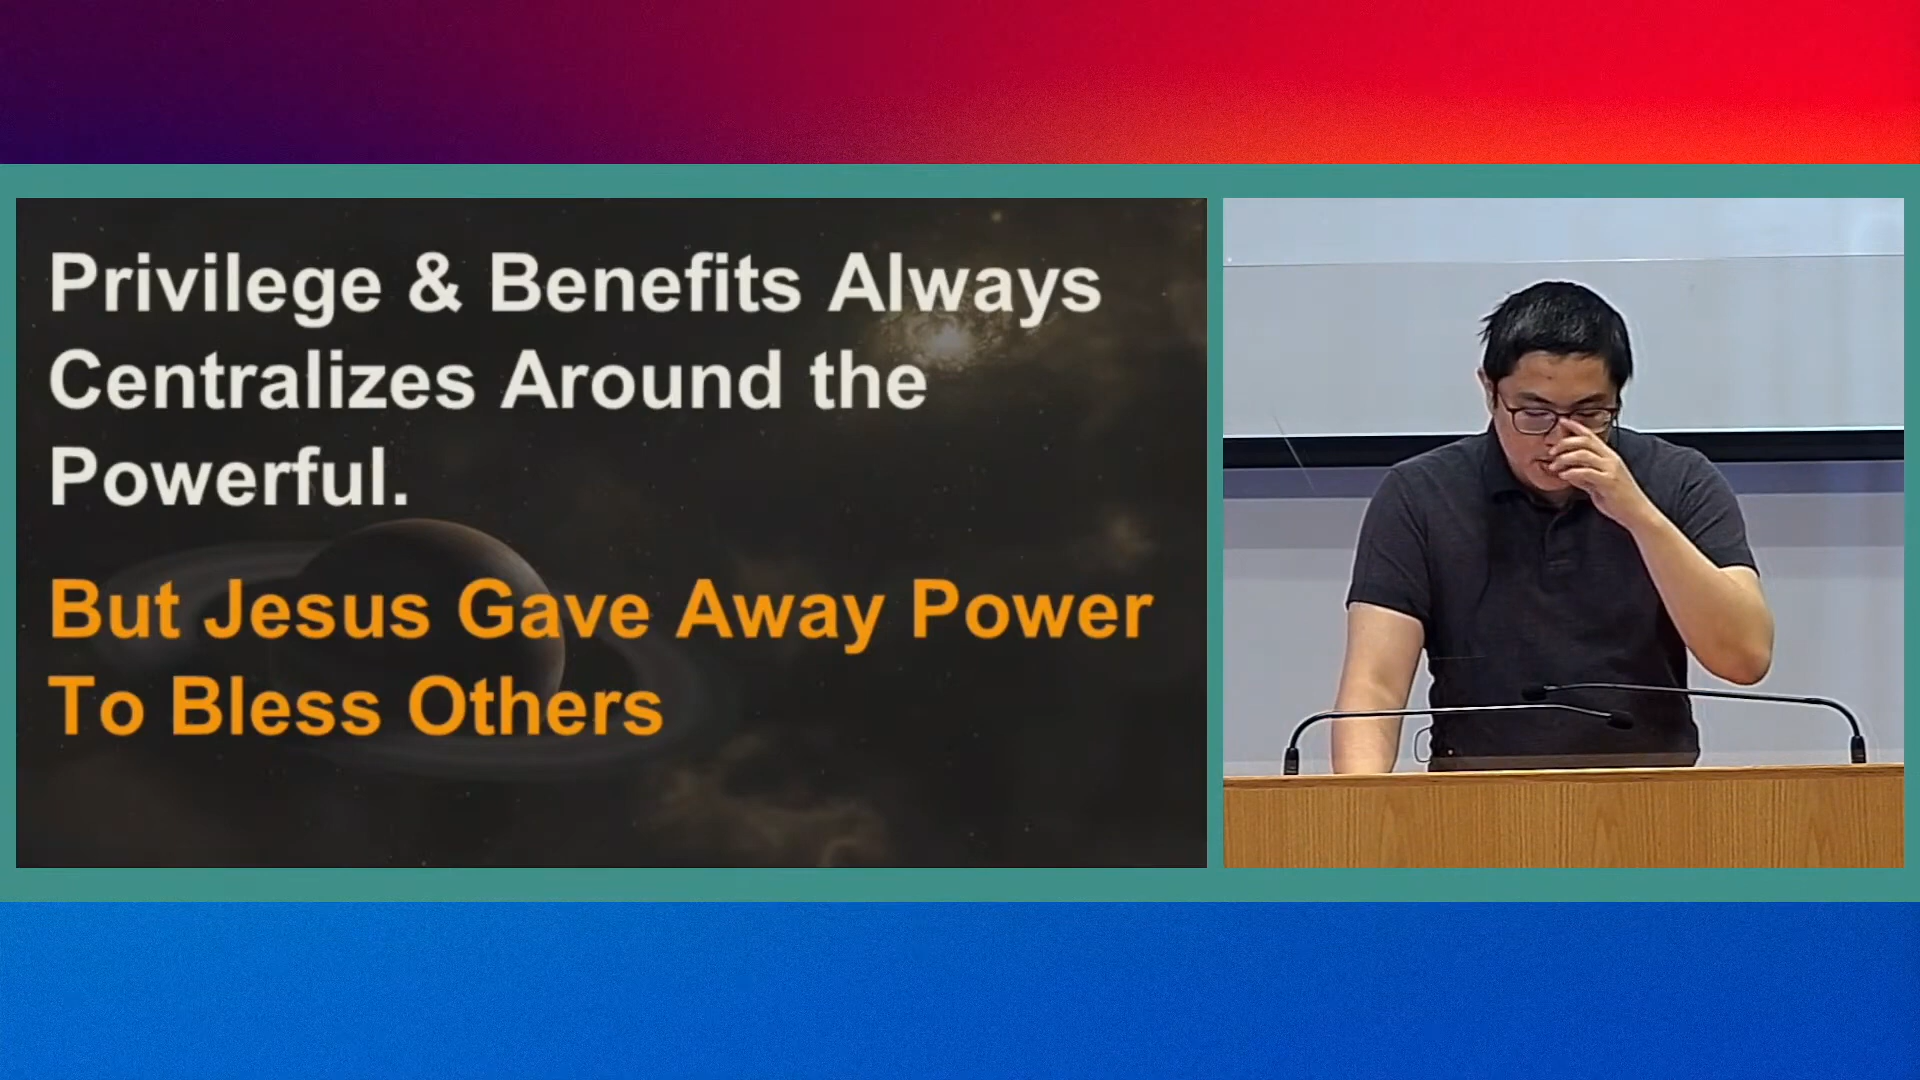 Privilege & Benefits Always
Centralizes Around the
Powerful.
But Jesus Gave Away Power
To Bless Others